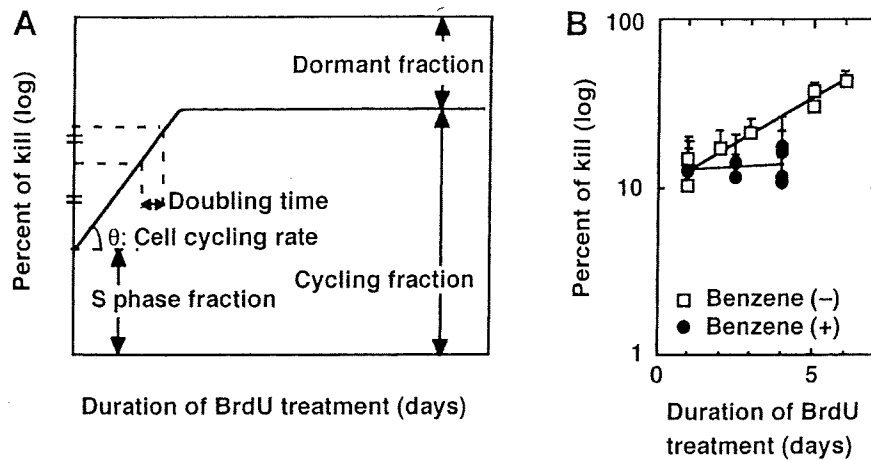 A
Percent of kill (log)
Dormant fraction
Doubling time
θ: Cell cycling rate
S phase fraction
Cycling fraction
Duration of BrdU treatment (days)
B
Percent of kill (log)
100
10
1
Benzene (−)
Benzene (+)
0
5
Duration of BrdU
treatment (days)